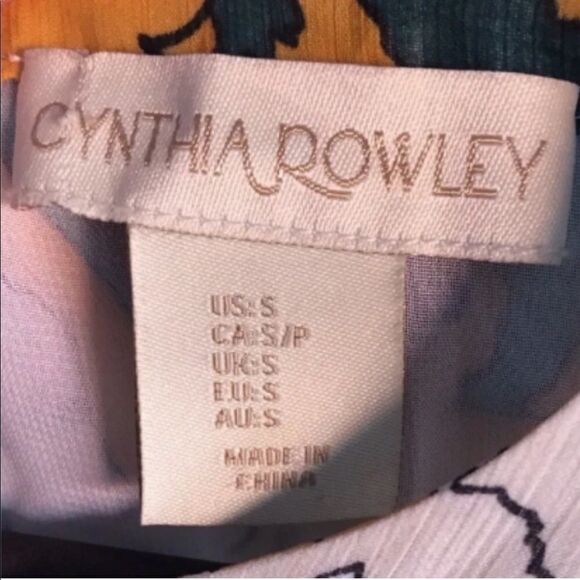 CYNTHIA ROWLEY
US:S
CA:S/P
UK:S
EU:S
AU:S
MADE IN
CHINA